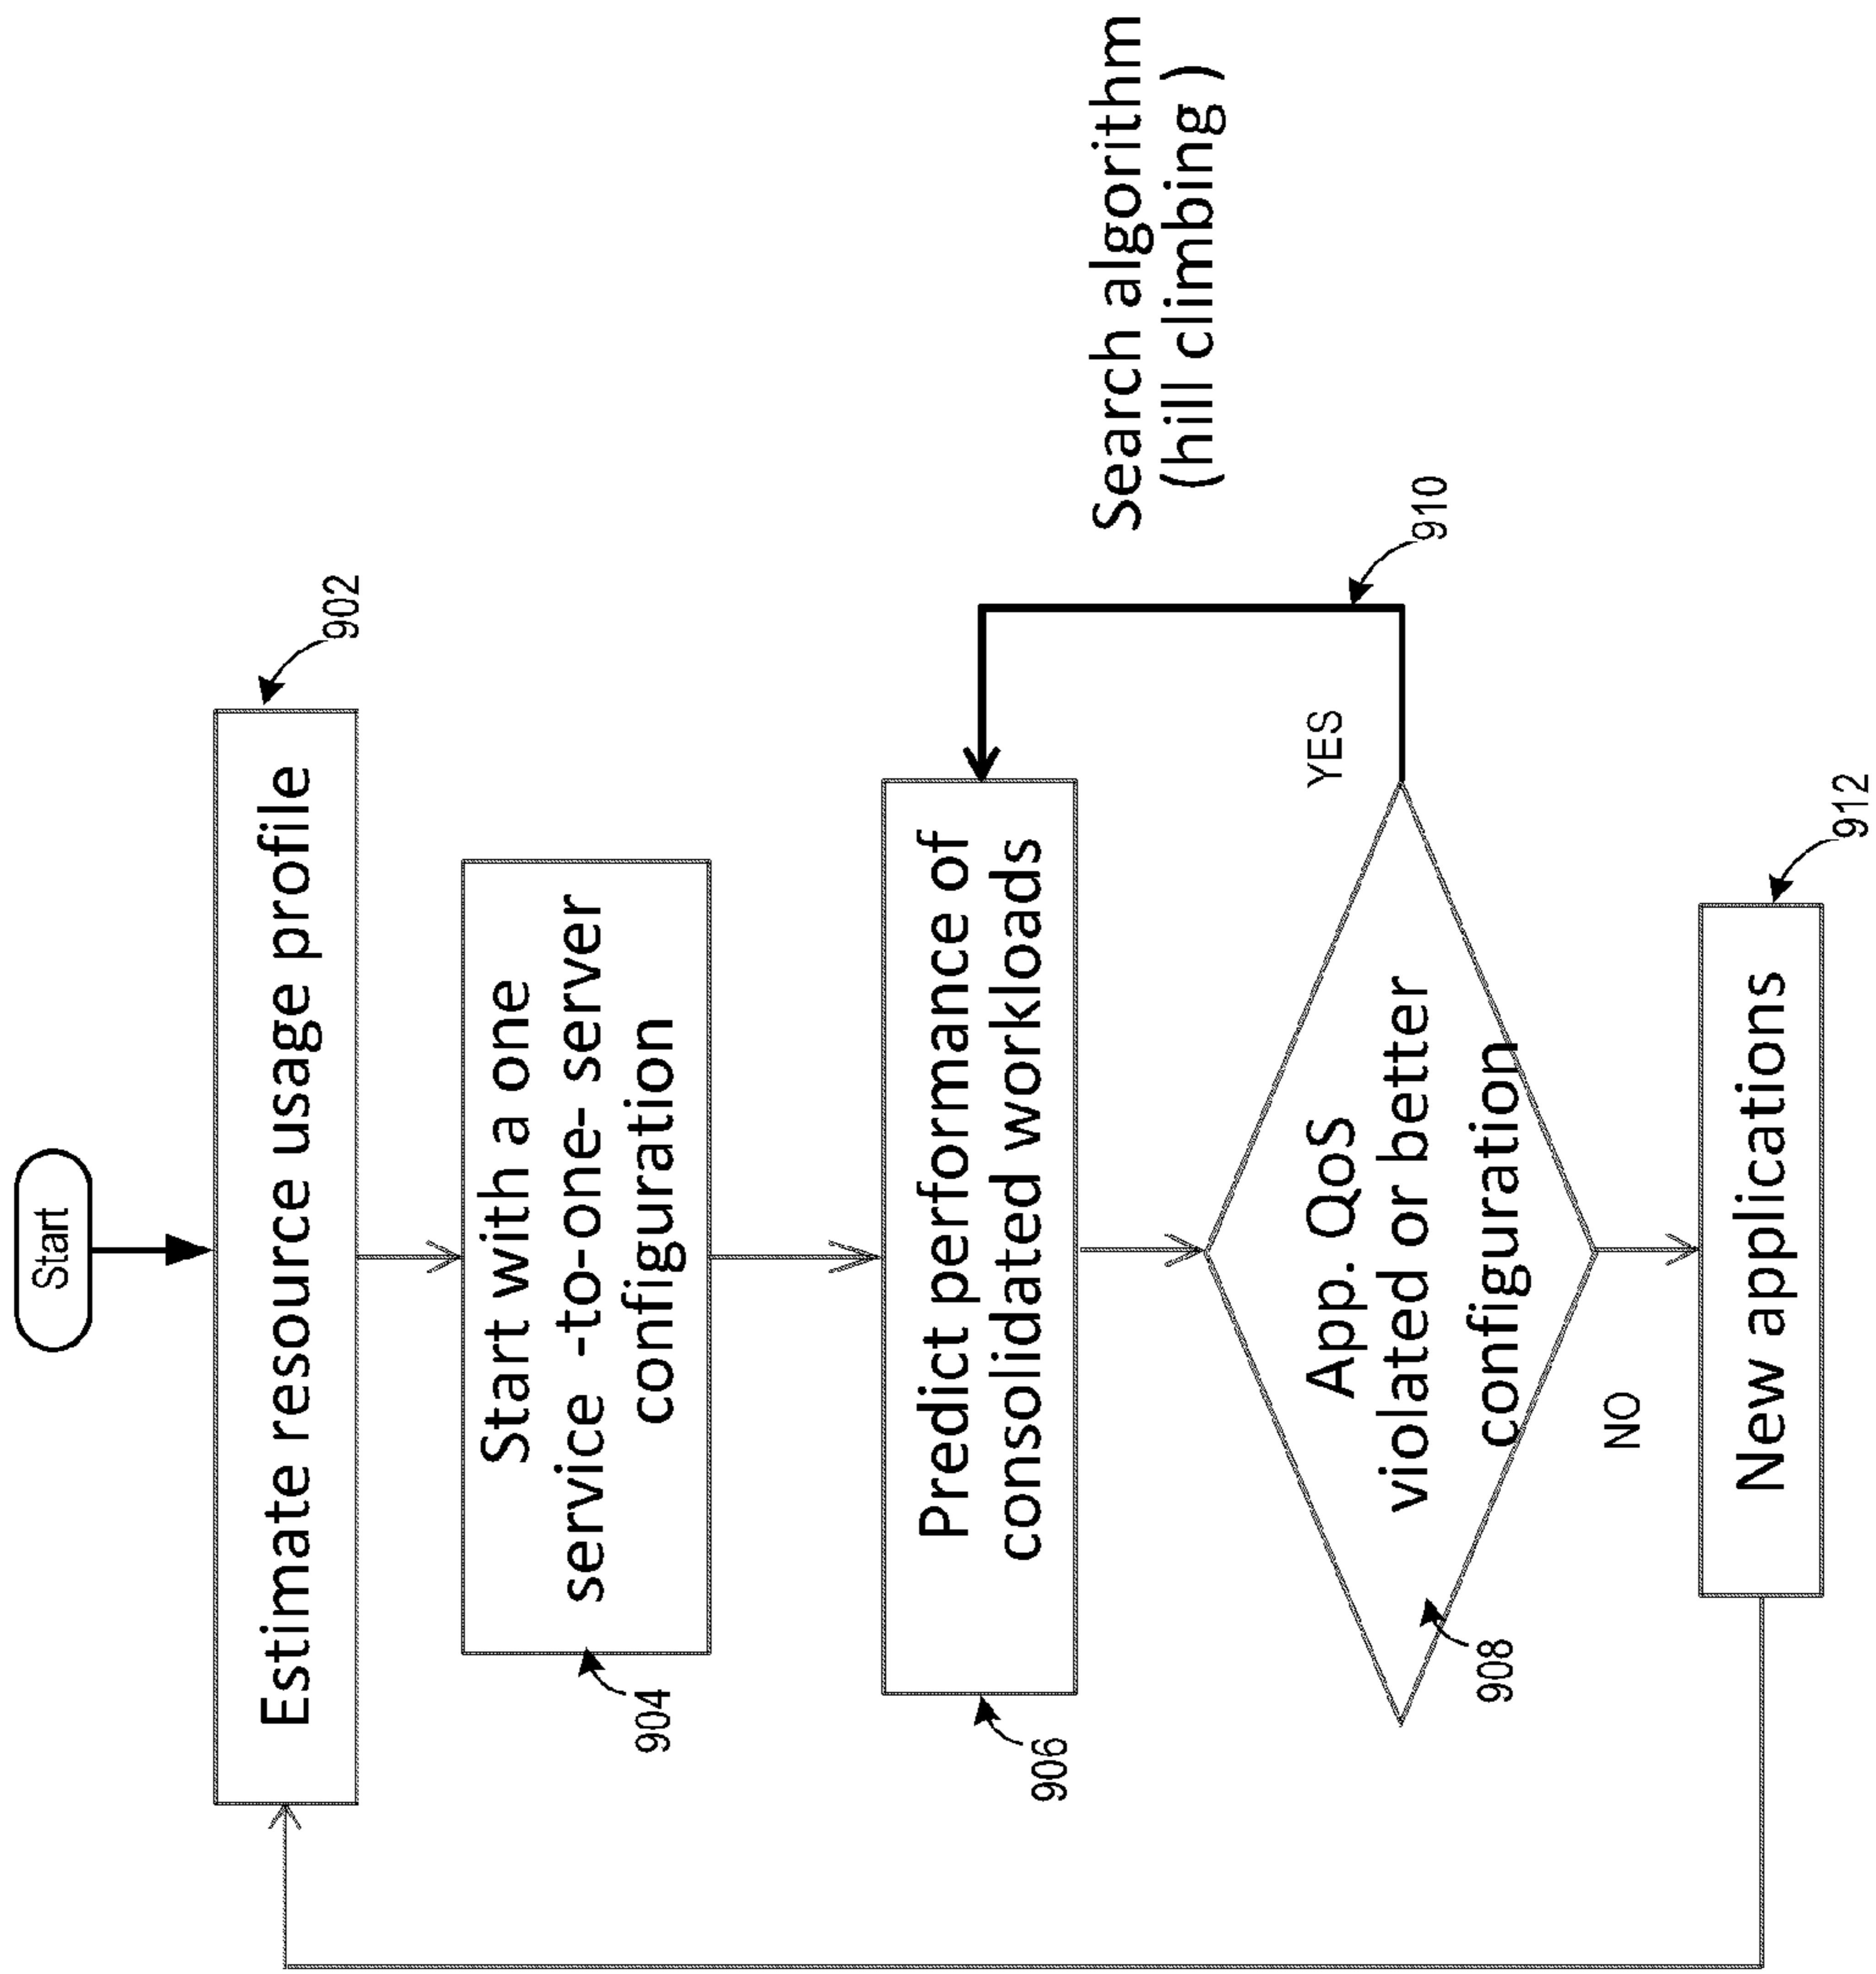 Start
Estimate resource usage profile
902
Start with a one
service -to-one- server
configuration
904
Predict performance of
consolidated workloads
906
Search algorithm
(hill climbing )
App. QoS
violated or better
configuration
908
YES
910
NO
New applications
912